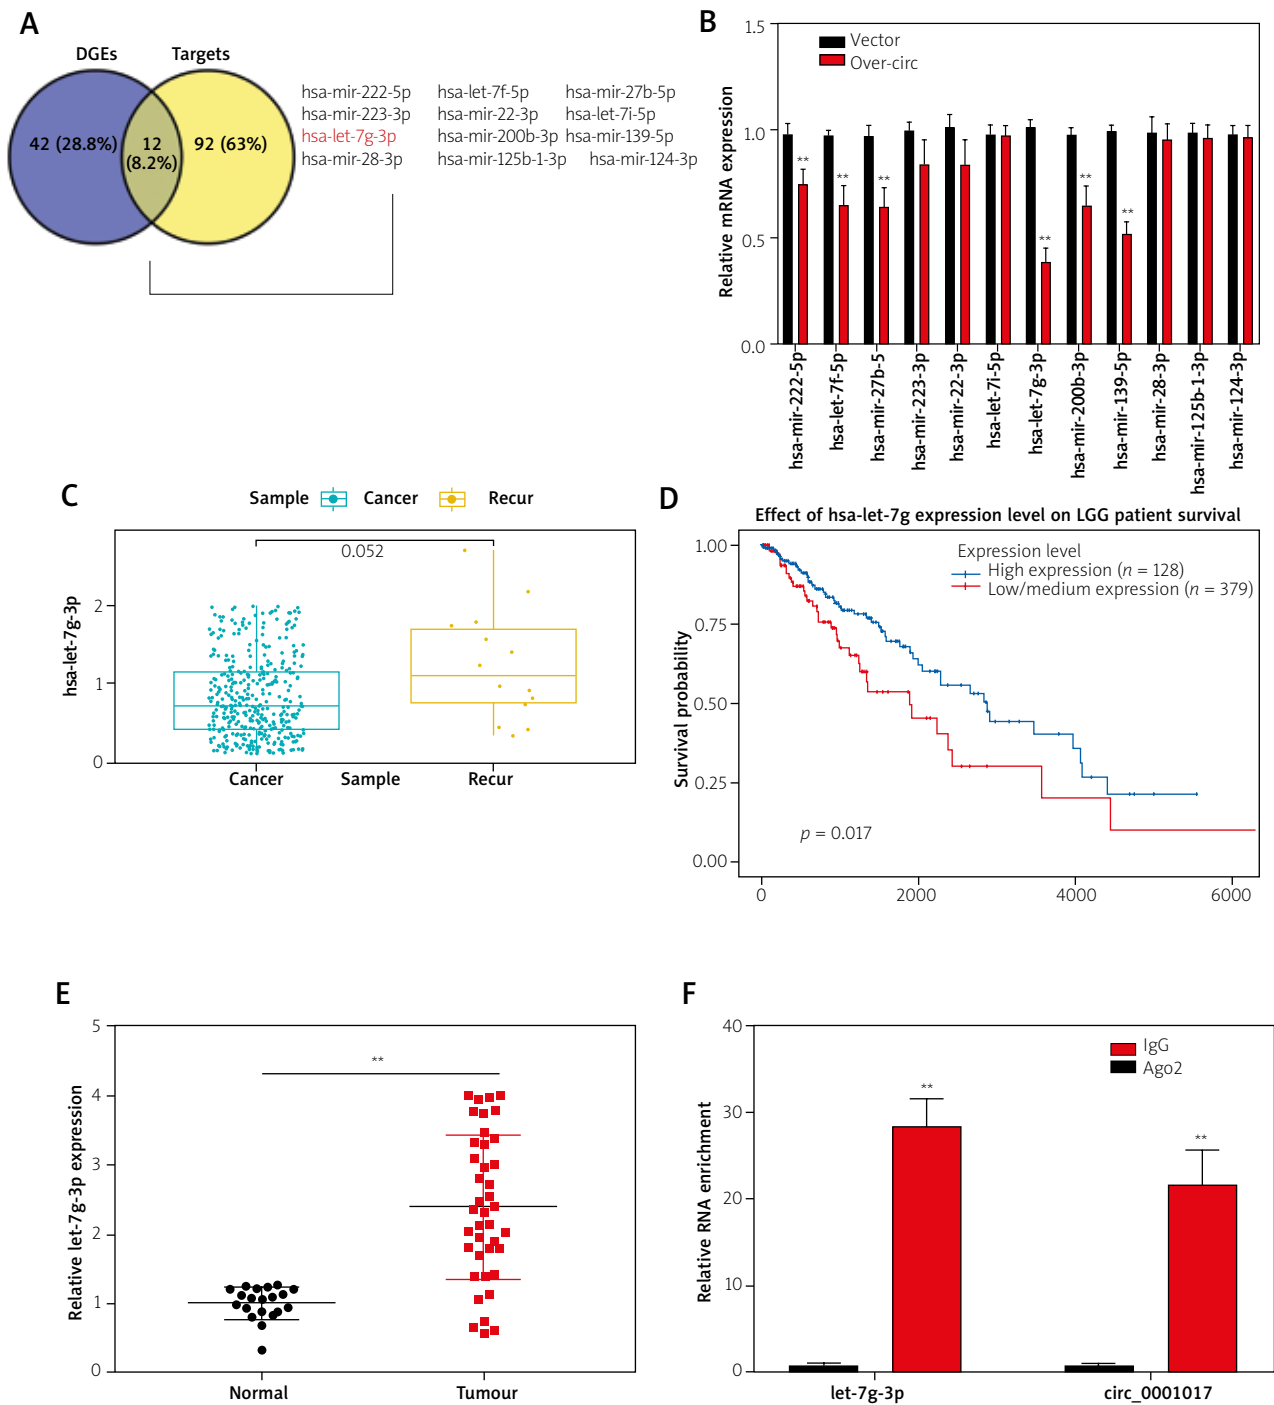 A
DGEs Targets
42 (28.8%) 12 (8.2%) 92 (63%)
hsa-mir-222-5p hsa-let-7f-5p hsa-mir-27b-5p
hsa-mir-223-3p hsa-mir-22-3p hsa-let-7i-5p
hsa-let-7g-3p hsa-mir-200b-3p hsa-mir-139-5p
hsa-mir-28-3p hsa-mir-125b-1-3p hsa-mir-124-3p
B
Vector
Over-circ
Relative mRNA expression
1.5
1.0
0.5
0.0
** ** ** ** ** **
hsa-mir-222-5p
hsa-let-7f-5p
hsa-mir-27b-5
hsa-mir-223-3p
hsa-mir-22-3p
hsa-let-7i-5p
hsa-let-7g-3p
hsa-mir-200b-3p
hsa-mir-139-5p
hsa-mir-28-3p
hsa-mir-125b-1-3p
hsa-mir-124-3p
C
Sample Cancer Recur
0.052
hsa-let-7g-3p
2
1
0
Cancer Sample Recur
D
Effect of hsa-let-7g expression level on LGG patient survival
Expression level
High expression (n = 128)
Low/medium expression (n = 379)
Survival probability
1.00
0.75
0.50
0.25
0.00
p = 0.017
0 2000 4000 6000
E
Relative let-7g-3p expression
5
4
3
2
1
0
**
Normal Tumour
F
IgG
Ago2
Relative RNA enrichment
40
30
20
10
0
** **
let-7g-3p circ_0001017